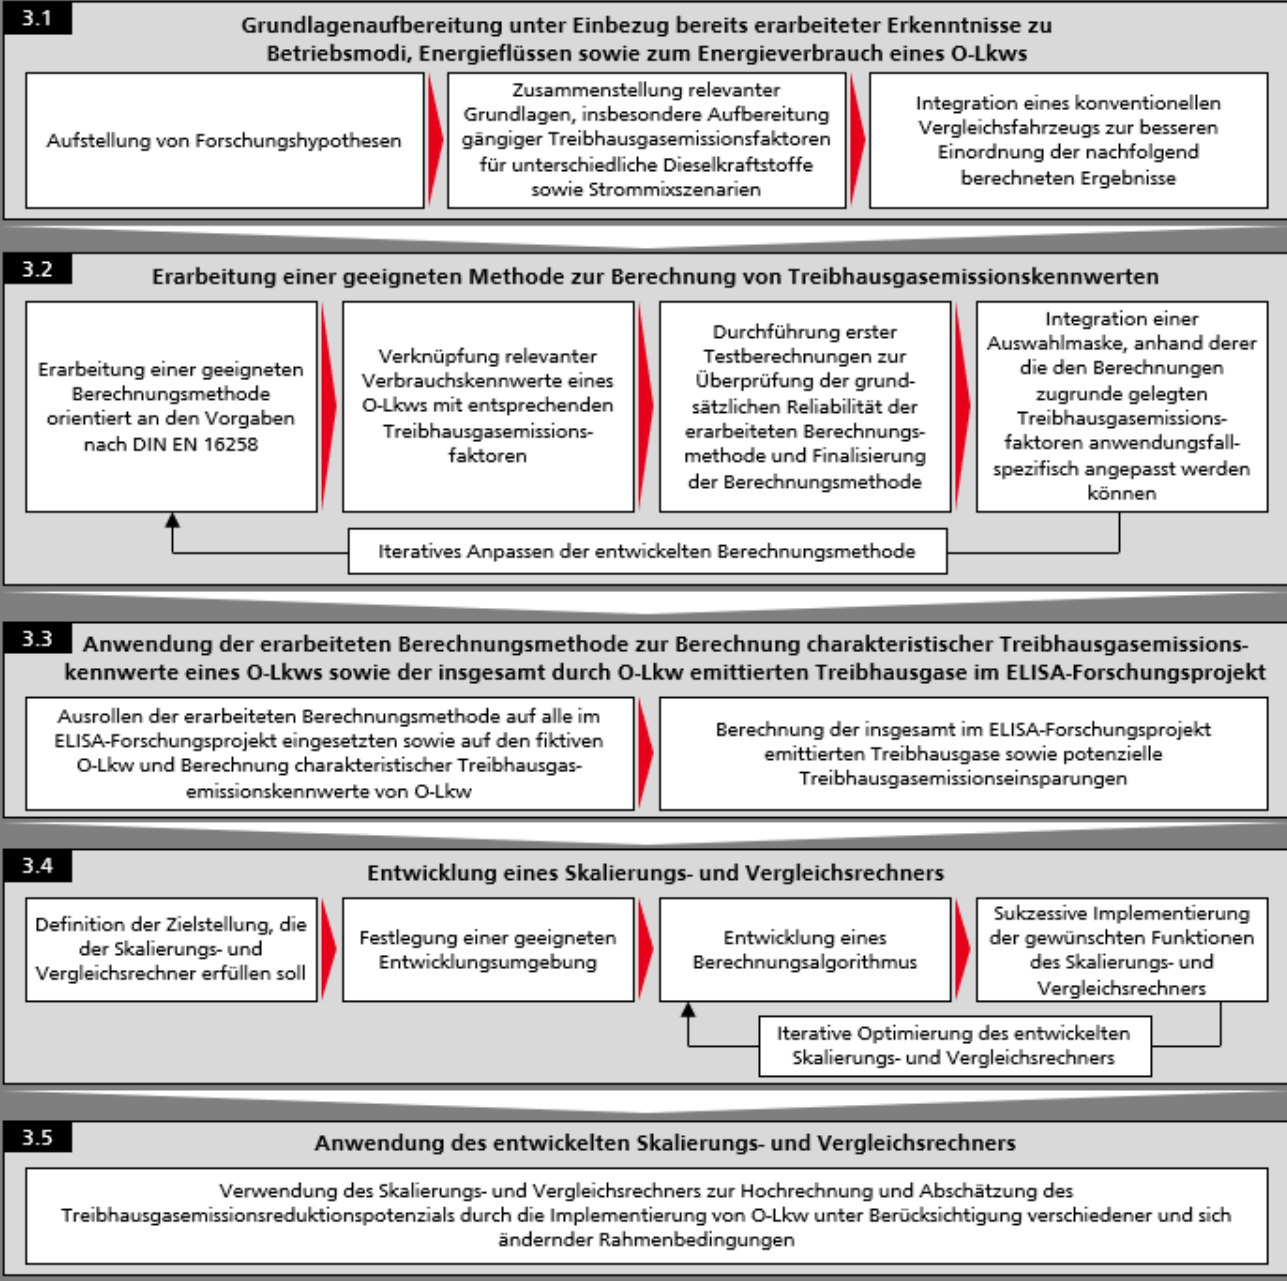 3.1
Grundlagenaufbereitung unter Einbezug bereits erarbeiteter Erkenntnisse zu
Betriebsmodi, Energieflüssen sowie zum Energieverbrauch eines O-Lkws
Aufstellung von Forschungshypothesen
Zusammenstellung relevanter
Grundlagen, insbesondere Aufbereitung
gängiger Treibhausgasemissionsfaktoren
für unterschiedliche Dieselkraftstoffe
sowie Strommixszenarien
Integration eines konventionellen
Vergleichsfahrzeugs zur besseren
Einordnung der nachfolgend
berechneten Ergebnisse
3.2
Erarbeitung einer geeigneten Methode zur Berechnung von Treibhausgasemissionskennwerten
Erarbeitung einer geeigneten
Berechnungsmethode
orientiert an den Vorgaben
nach DIN EN 16258
Verknüpfung relevanter
Verbrauchskennwerte eines
O-Lkws mit entsprechenden
Treibhausgasemissions-
faktoren
Durchführung erster
Testberechnungen zur
Überprüfung der grund-
sätzlichen Reliabilität der
erarbeiteten Berechnungs-
methode und Finalisierung
der Berechnungsmethode
Integration einer
Auswahlmaske, anhand derer
die den Berechnungen
zugrunde gelegten
Treibhausgasemissions-
faktoren anwendungsfall-
spezifisch angepasst werden
können
Iteratives Anpassen der entwickelten Berechnungsmethode
3.3
Anwendung der erarbeiteten Berechnungsmethode zur Berechnung charakteristischer Treibhausgasemissions-
kennwerte eines O-Lkws sowie der insgesamt durch O-Lkw emittierten Treibhausgase im ELISA-Forschungsprojekt
Ausrollen der erarbeiteten Berechnungsmethode auf alle im
ELISA-Forschungsprojekt eingesetzten sowie auf den fiktiven
O-Lkw und Berechnung charakteristischer Treibhausgas-
emissionskennwerte von O-Lkw
Berechnung der insgesamt im ELISA-Forschungsprojekt
emittierten Treibhausgase sowie potenzielle
Treibhausgasemissionseinsparungen
3.4
Entwicklung eines Skalierungs- und Vergleichsrechners
Definition der Zielstellung, die
der Skalierungs- und
Vergleichsrechner erfüllen soll
Festlegung einer geeigneten
Entwicklungsumgebung
Entwicklung eines
Berechnungsalgorithmus
Sukzessive Implementierung
der gewünschten Funktionen
des Skalierungs- und
Vergleichsrechners
Iterative Optimierung des entwickelten
Skalierungs- und Vergleichsrechners
3.5
Anwendung des entwickelten Skalierungs- und Vergleichsrechners
Verwendung des Skalierungs- und Vergleichsrechners zur Hochrechnung und Abschätzung des
Treibhausgasemissionsreduktionspotenzials durch die Implementierung von O-Lkw unter Berücksichtigung verschiedener und sich
ändernder Rahmenbedingungen